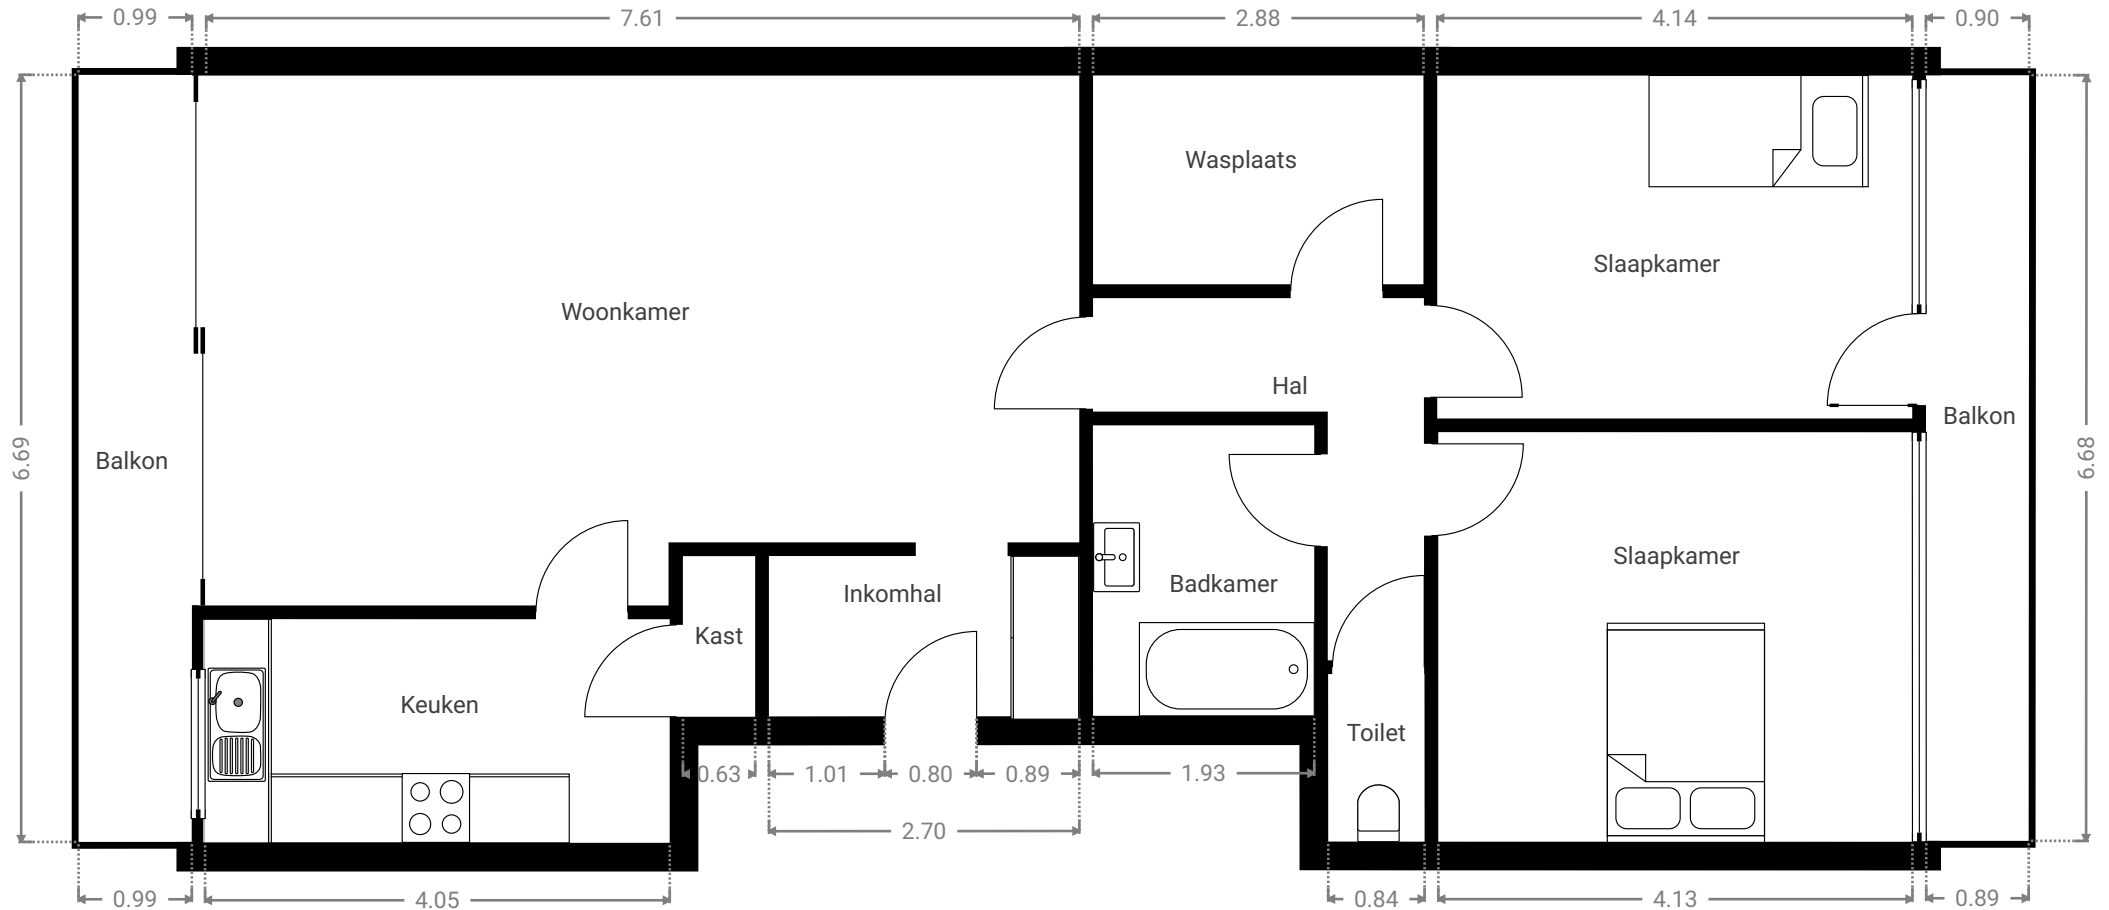 0.99
7.61
2.88
4.14
0.90
Wasplaats
Slaapkamer
Woonkamer
Hal
Balkon
Balkon
6.69
6.68
Slaapkamer
Badkamer
Inkomhal
Kast
Keuken
Toilet
0.63
1.01
0.80
0.89
1.93
2.70
0.99
4.05
0.84
4.13
0.89